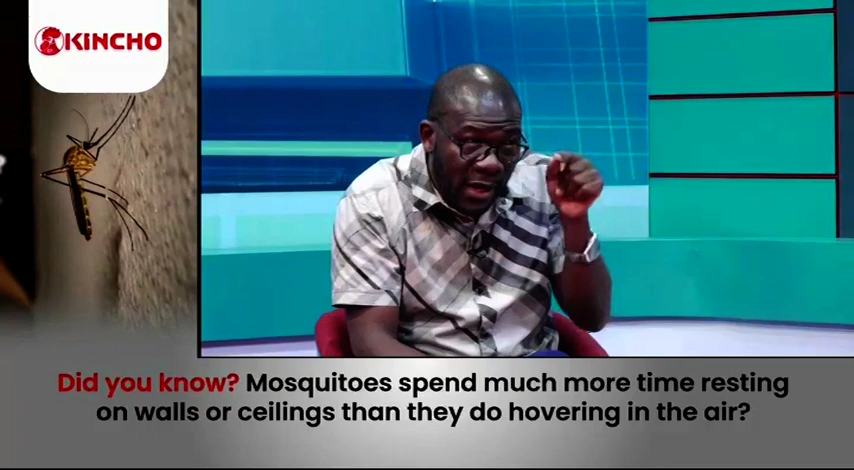 KINCHO
Did you know? Mosquitoes spend much more time resting
on walls or ceilings than they do hovering in the air?